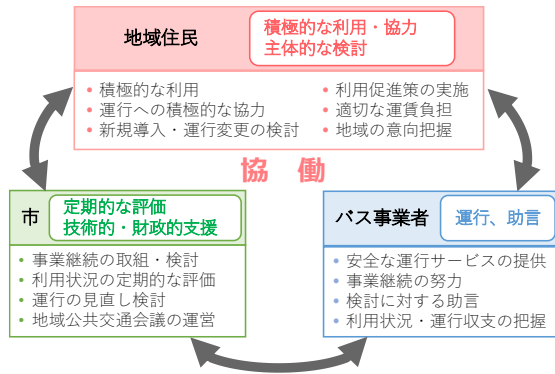 地域住民
積極的な利用・協力
主体的な検討
• 積極的な利用
• 運行への積極的な協力
• 新規導入・運行変更の検討
• 利用促進策の実施
• 適切な運賃負担
• 地域の意向把握
協 働
市
定期的な評価
技術的・財政的支援
• 事業継続の取組・検討
• 利用状況の定期的な評価
• 運行の見直し検討
• 地域公共交通会議の運営
バス事業者
運行、助言
• 安全な運行サービスの提供
• 事業継続の努力
• 検討に対する助言
• 利用状況・運行収支の把握